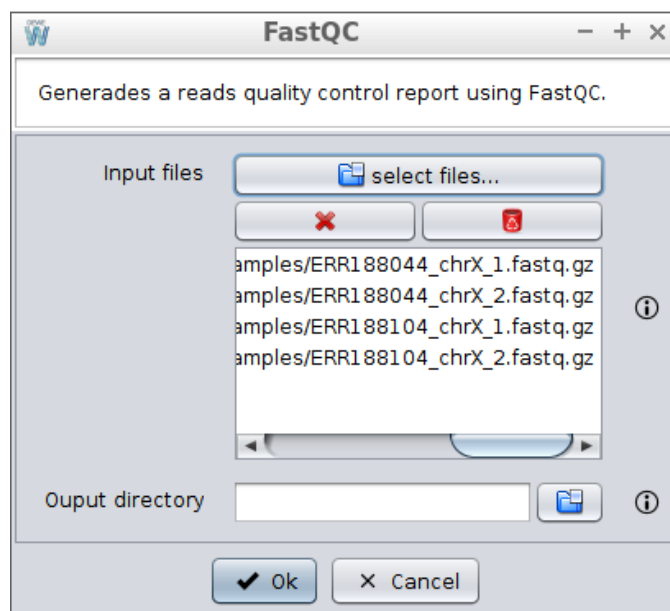 FastQC
Generades a reads quality control report using FastQC.
Input files
select files...
amples/ERR188044_chrX_1.fastq.gz
amples/ERR188044_chrX_2.fastq.gz
amples/ERR188104_chrX_1.fastq.gz
amples/ERR188104_chrX_2.fastq.gz
Ouput directory
Ok
Cancel